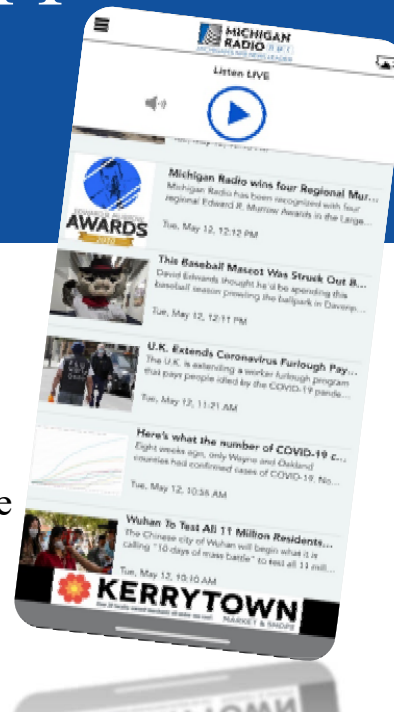 MICHIGAN
RADIO n p r
MICHIGAN'S NPR NEWS LEADER
Listen LIVE
Michigan Radio wins four Regional Mur...
Michigan Radio has been recognized with four
regional Edward R. Murrow Awards in the Large...
Tue, May 12, 12:12 PM
AWARDS
2020
This Baseball Mascot Was Struck Out B...
David Edwards thought he'd be spending this
baseball season prowling the ballpark in Davenp...
Tue, May 12, 12:11 PM
U.K. Extends Coronavirus Furlough Pay...
The U.K. is extending a worker furlough program
that pays people idled by the COVID-19 pande...
Tue, May 12, 11:21 AM
Here's what the number of COVID-19 c...
Eight weeks ago, only Wayne and Oakland
counties had confirmed cases of COVID-19. No...
Tue, May 12, 10:56 AM
e
Wuhan To Test All 11 Million Residents...
The Chinese city of Wuhan will begin what it is
calling "10 days of mass battle" to test all 11 mill...
Tue, May 12, 10:10 AM
KERRYTOWN
MARKET & SHOPS